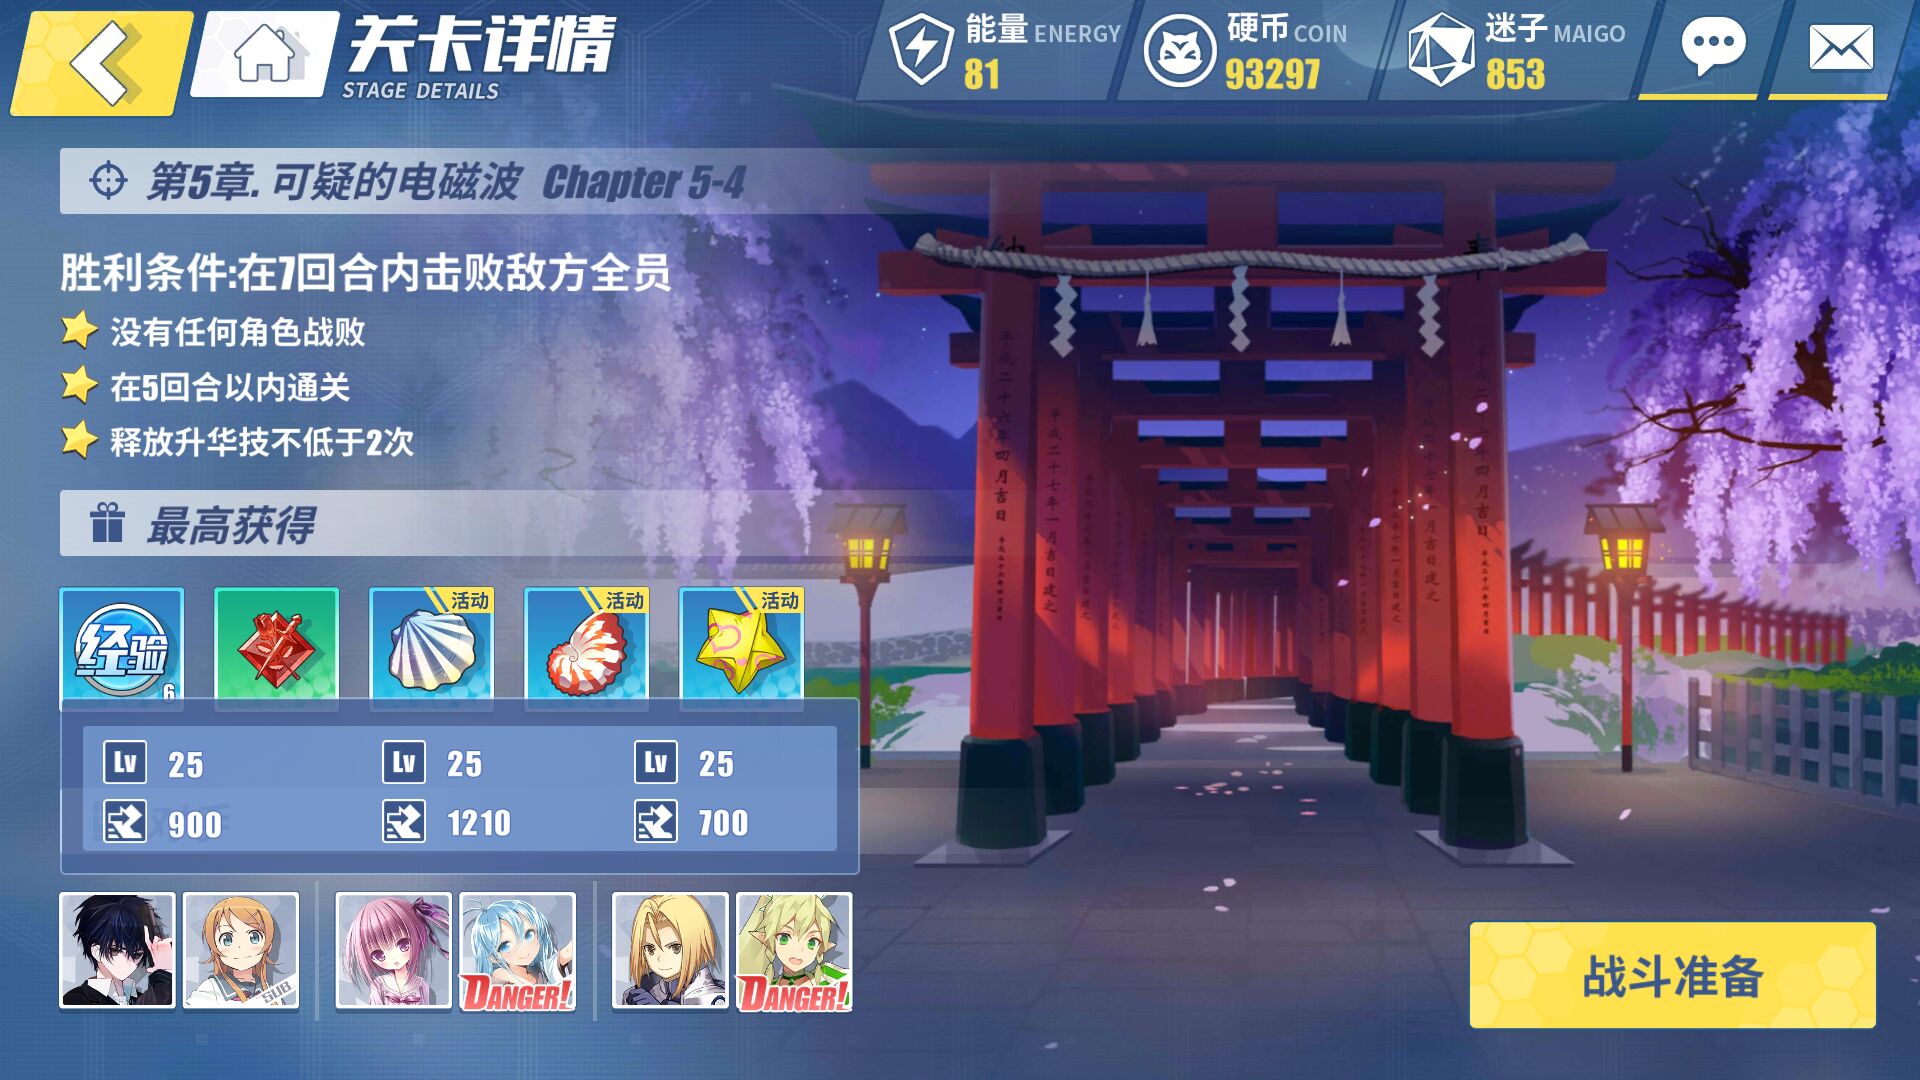 关卡详情
STAGE DETAILS
能量 ENERGY
81
硬币 COIN
93297
迷子 MAIGO
853
第5章. 可疑的电磁波 Chapter 5-4
胜利条件:在7回合内击败敌方全员
没有任何角色战败
在5回合以内通关
释放升华技不低于2次
最高获得
经验
6
活动
活动
活动
Lv 25
Lv 25
Lv 25
900
1210
700
SUB
DANGER!
DANGER!
战斗准备